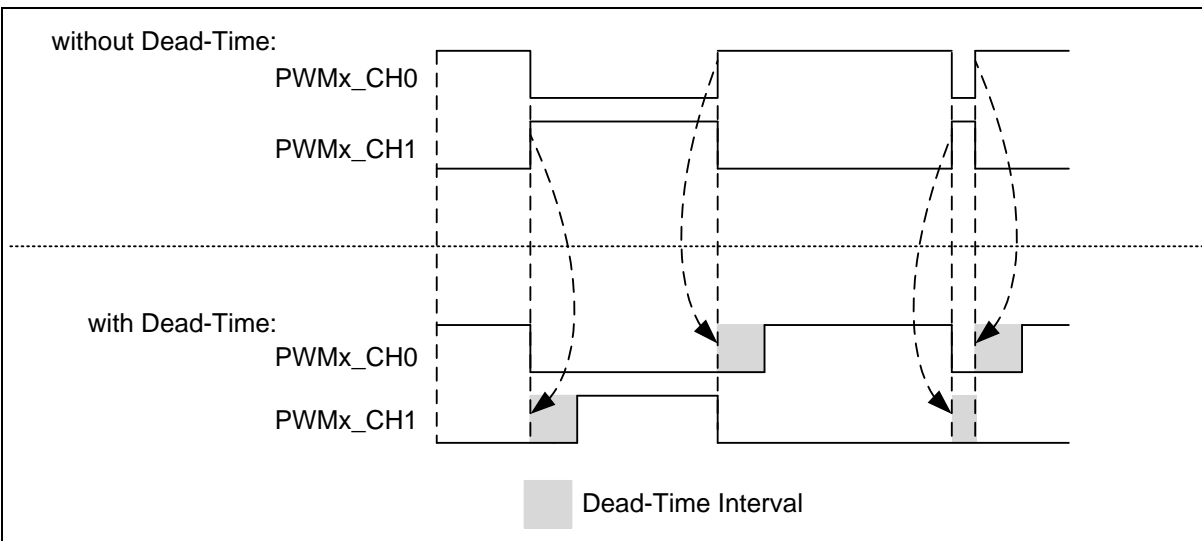 without Dead-Time:
PWMx_CH0
PWMx_CH1
with Dead-Time:
PWMx_CH0
PWMx_CH1
Dead-Time Interval